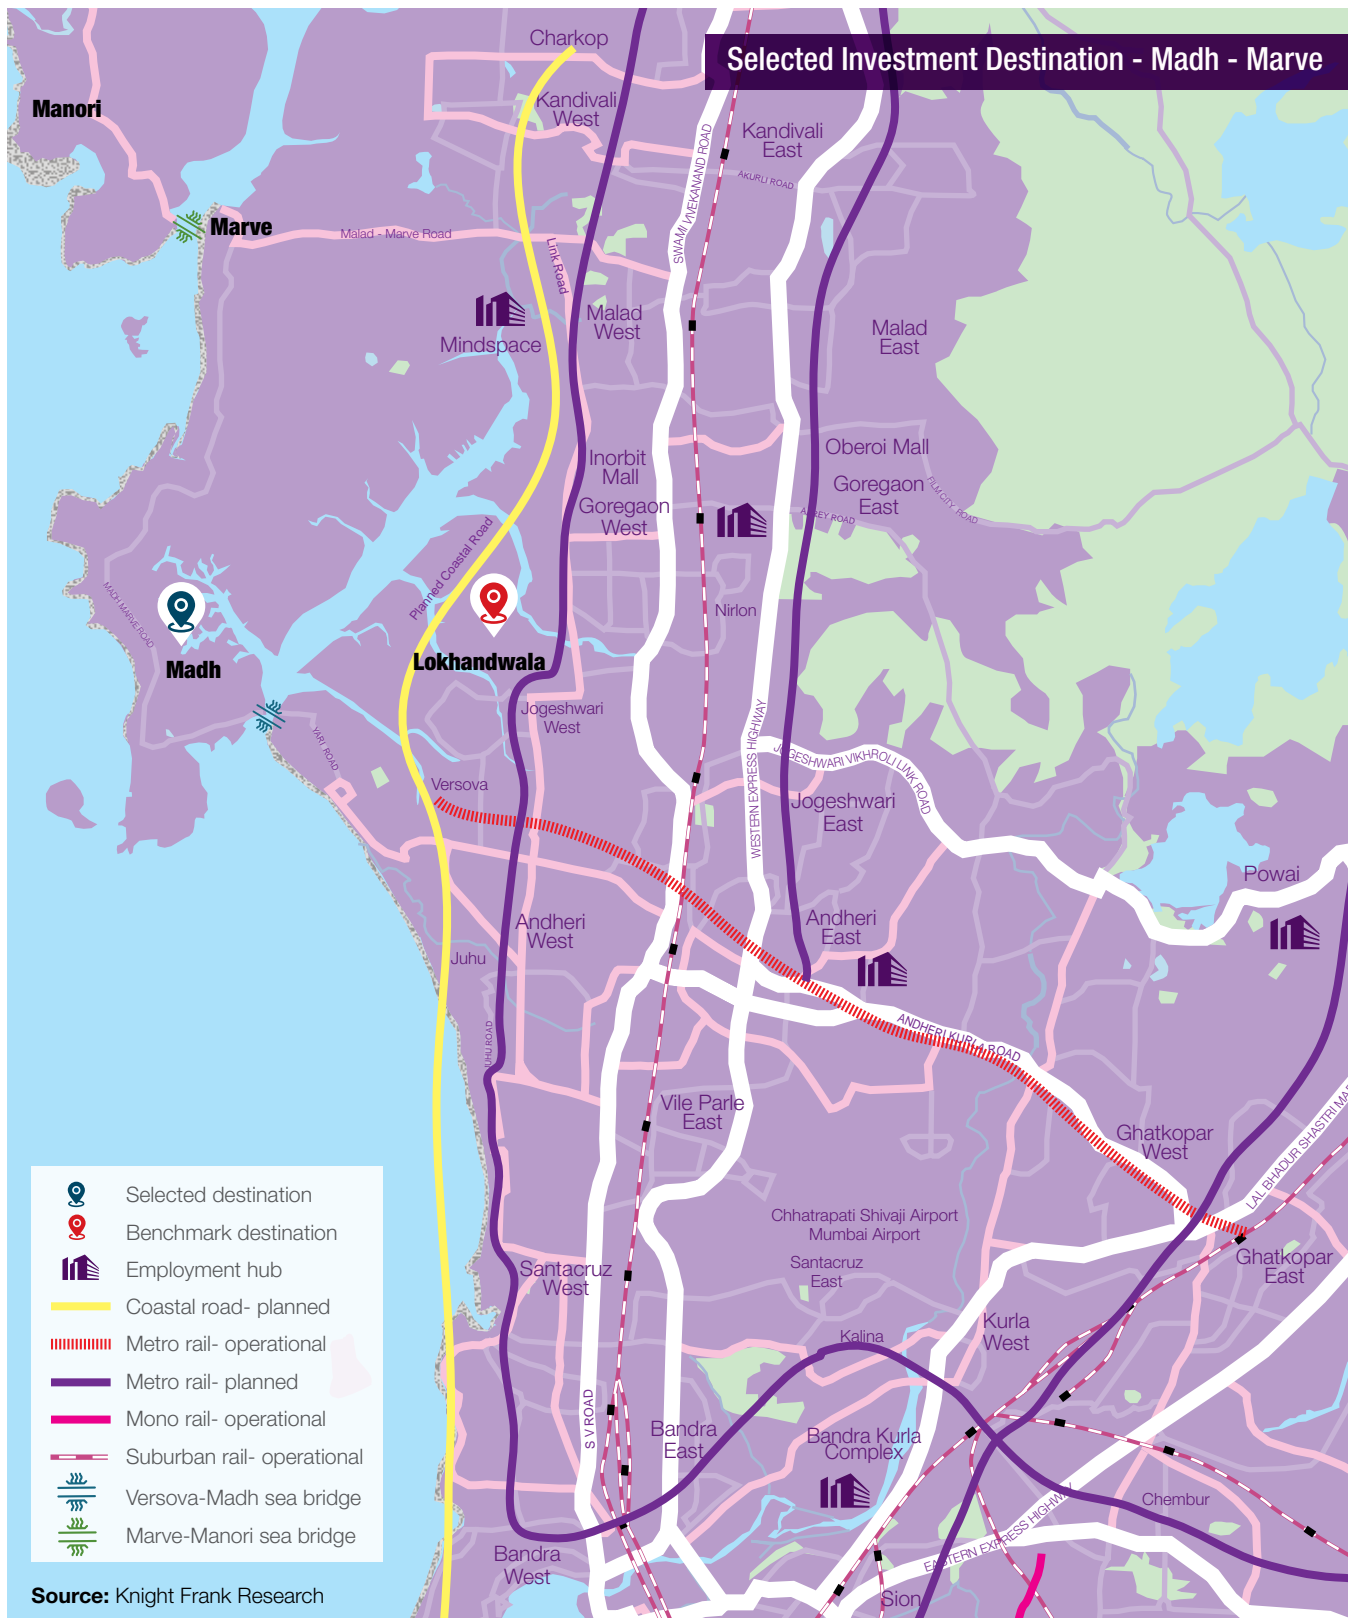 Selected Investment Destination - Madh - Marve
Charkop
Manori
Kandivali
West
Kandivali
East
SWAMI VIVEKANAND ROAD
AKURLI ROAD
Marve
Malad - Marve Road
Link Road
Malad
West
Mindspace
Malad
East
Oberoi Mall
Inorbit
Mall
Goregaon
West
Goregaon
East
FILM CITY ROAD
AAREY ROAD
Planned Coastal Road
MADH MARVE ROAD
Nirlon
Madh
Lokhandwala
Jogeshwari
West
YARI ROAD
WESTERN EXPRESS HIGHWAY
JOGESHWARI VIKHROLI LINK ROAD
Versova
Jogeshwari
East
Powai
Andheri
West
Andheri
East
Juhu
JUHU ROAD
ANDHERI KURLA ROAD
Vile Parle
East
Ghatkopar
West
LAL BHADUR SHASTRI MAR
Chhatrapati Shivaji Airport
Mumbai Airport
Santacruz
West
Santacruz
East
Ghatkopar
East
Kurla
West
Kalina
S V ROAD
Bandra
East
Bandra Kurla
Complex
Chembur
EASTERN EXPRESS HIGHWAY
Bandra
West
Sion
Selected destination
Benchmark destination
Employment hub
Coastal road- planned
Metro rail- operational
Metro rail- planned
Mono rail- operational
Suburban rail- operational
Versova-Madh sea bridge
Marve-Manori sea bridge
Source: Knight Frank Research